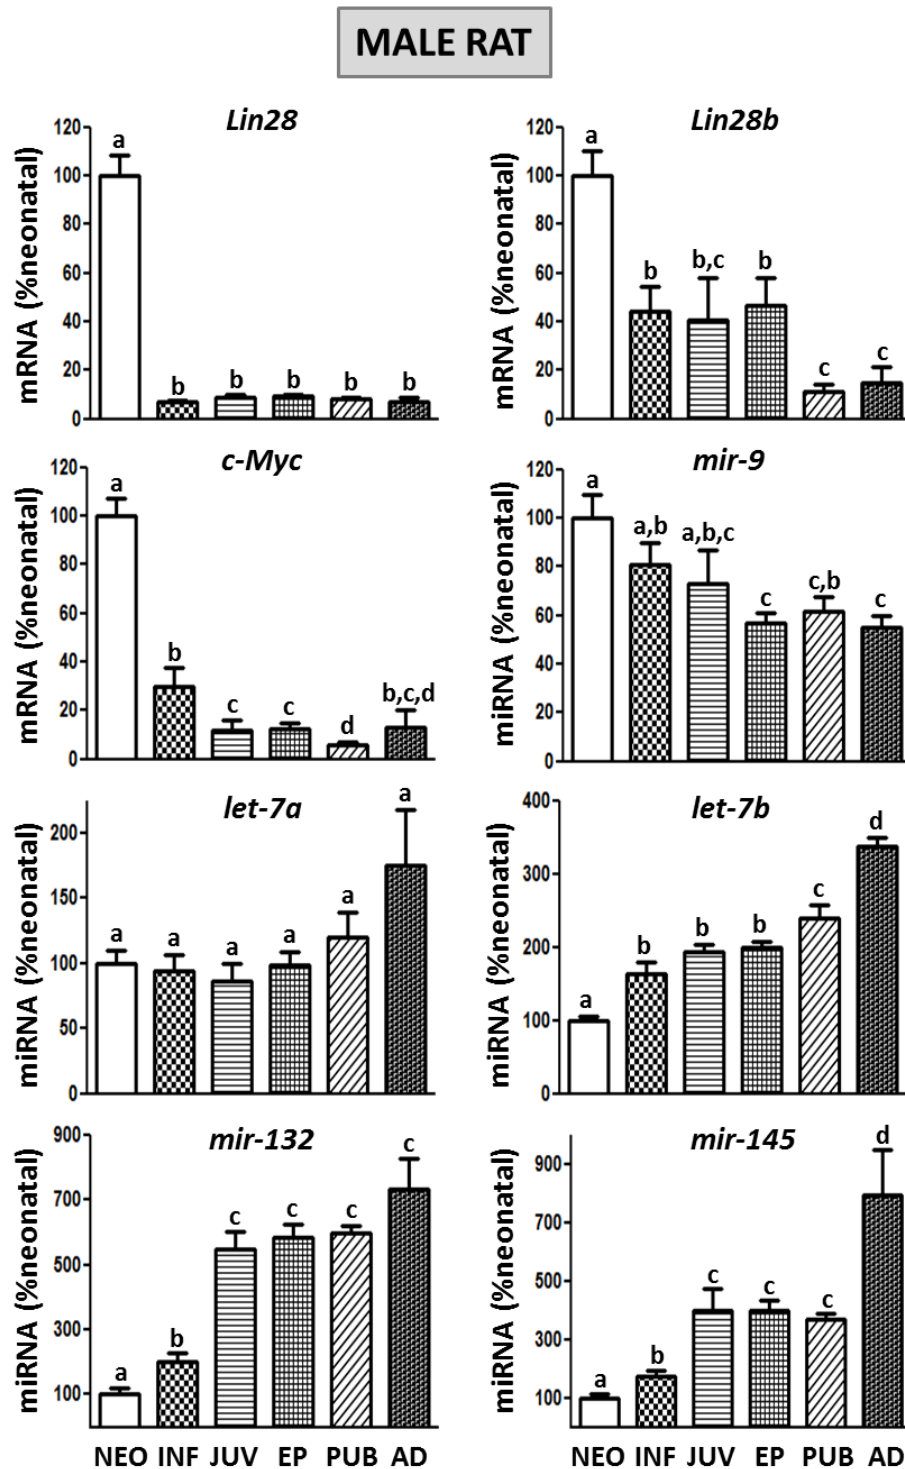 MALE RAT
Lin28
mRNA (%neonatal)
120
100
80
60
40
20
0
a
b
b
b
b
b
Lin28b
mRNA (%neonatal)
120
100
80
60
40
20
0
a
b
b,c
b
c
c
c-Myc
mRNA (%neonatal)
120
100
80
60
40
20
0
a
b
c
c
d
b,c,d
mir-9
miRNA (%neonatal)
120
100
80
60
60
20
0
a
a,b
a,b,c
c
c,b
c
let-7a
miRNA (%neonatal)
200
150
100
50
0
a
a
a
a
a
a
let-7b
miRNA (%neonatal)
400
300
200
100
0
a
b
b
b
c
d
mir-132
miRNA (%neonatal)
900
700
500
300
100
a
b
c
c
c
c
NEO INF JUV EP PUB AD
mir-145
miRNA (%neonatal)
900
700
500
300
100
a
b
c
c
c
d
NEO INF JUV EP PUB AD